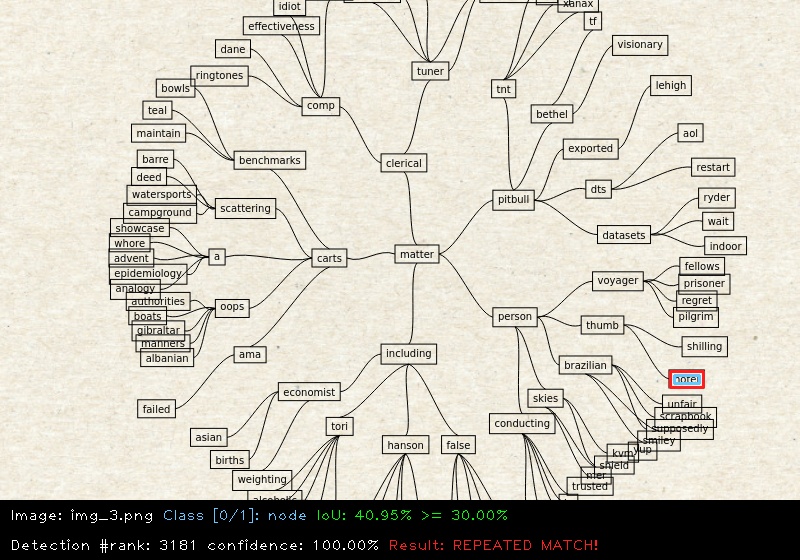 idiot
xanax
effectiveness
tf
dane
visionary
tuner
ringtones
bowls
tnt
lehigh
comp
teal
bethel
maintain
aol
exported
barre
benchmarks
clerical
restart
deed
dts
watersports
pitbull
ryder
campground
scattering
wait
showcase
datasets
whore
indoor
advent
a
carts
matter
fellows
epidemiology
voyager
prisoner
analogy
regret
authorities
oops
person
pilgrim
boats
thumb
gibraltar
manners
shilling
albanian
ama
including
brazilian
economist
skies
unfair
failed
scrapbook
conducting
supposedly
tori
asian
hanson
false
smiley
yup
kvm
births
shield
weighting
mer
trusted
alcoholic
Image: img_3.png Class [0/1]: node IoU: 40.95% >= 30.00%
Detection #rank: 3181 confidence: 100.00% Result: REPEATED MATCH!